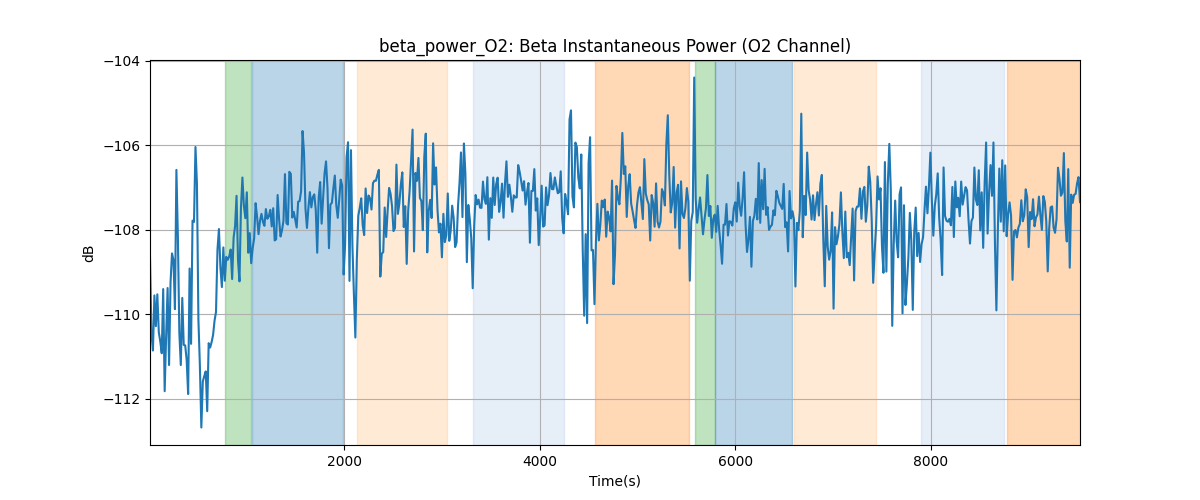 beta_power_O2: Beta Instantaneous Power (O2 Channel)
−104
−106
−108
−110
−112
dB
2000 4000 6000 8000
Time(s)